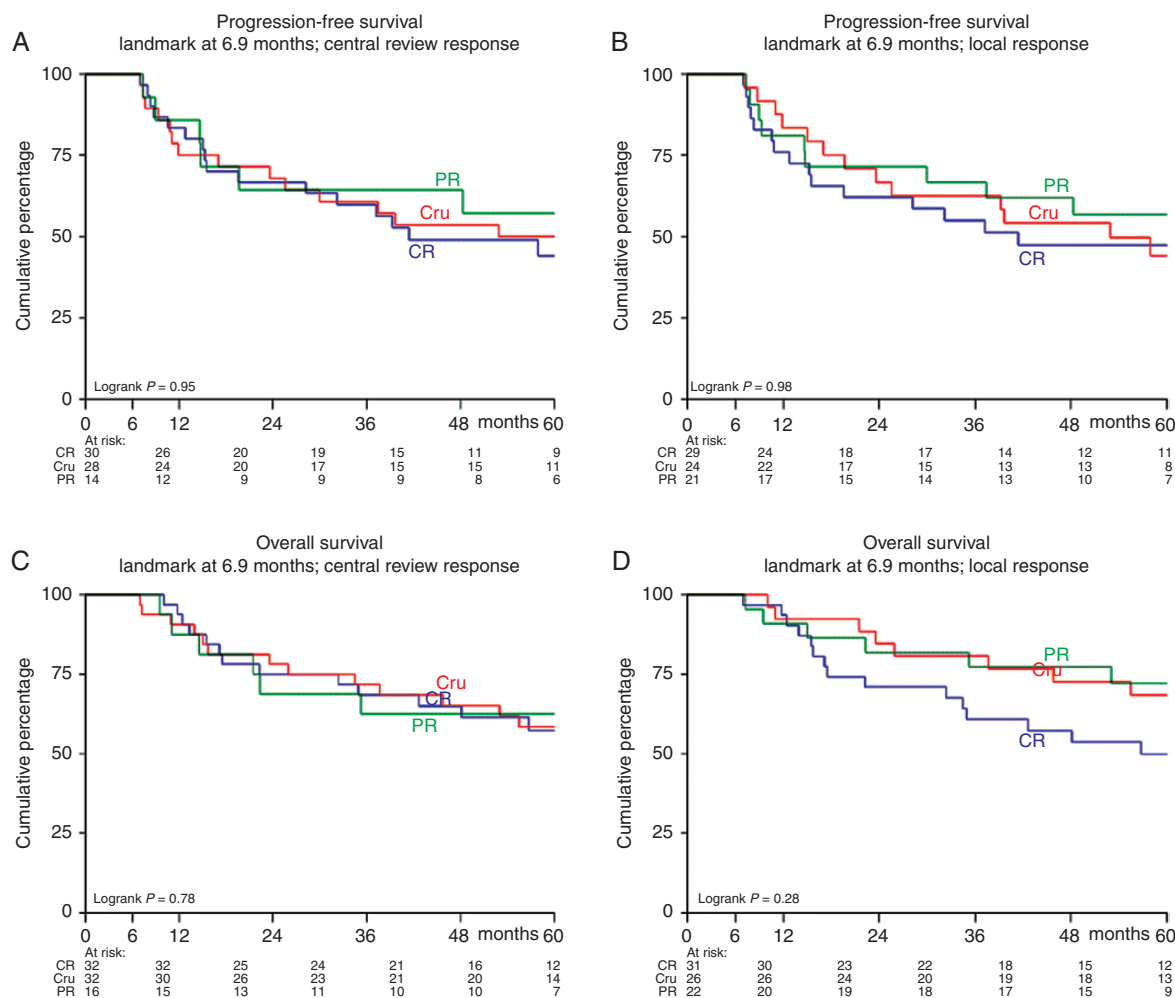 A
Progression-free survival
landmark at 6.9 months; central review response
Cumulative percentage
100
75
50
25
0
PR
Cru
CR
Logrank P = 0.95
0 6 12 24 36 48 months 60
At risk:
CR 30 26 20 19 15 11 9
Cru 28 24 20 17 15 15 11
PR 14 12 9 9 9 8 6
B
Progression-free survival
landmark at 6.9 months; local response
Cumulative percentage
100
75
50
25
0
PR
Cru
CR
Logrank P = 0.98
0 6 12 24 36 48 months 60
At risk:
CR 29 24 18 17 14 12 11
Cru 24 22 17 15 13 13 8
PR 21 17 15 14 13 10 7
C
Overall survival
landmark at 6.9 months; central review response
Cumulative percentage
100
75
50
25
0
Cru
CR
PR
Logrank P = 0.78
0 6 12 24 36 48 months 60
At risk:
CR 32 32 25 24 21 16 12
Cru 32 30 26 23 21 20 14
PR 16 15 13 11 10 10 7
D
Overall survival
landmark at 6.9 months; local response
Cumulative percentage
100
75
50
25
0
PR
Cru
CR
Logrank P = 0.28
0 6 12 24 36 48 months 60
At risk:
CR 31 30 23 22 18 15 12
Cru 26 26 24 20 19 18 13
PR 22 20 19 18 17 15 9